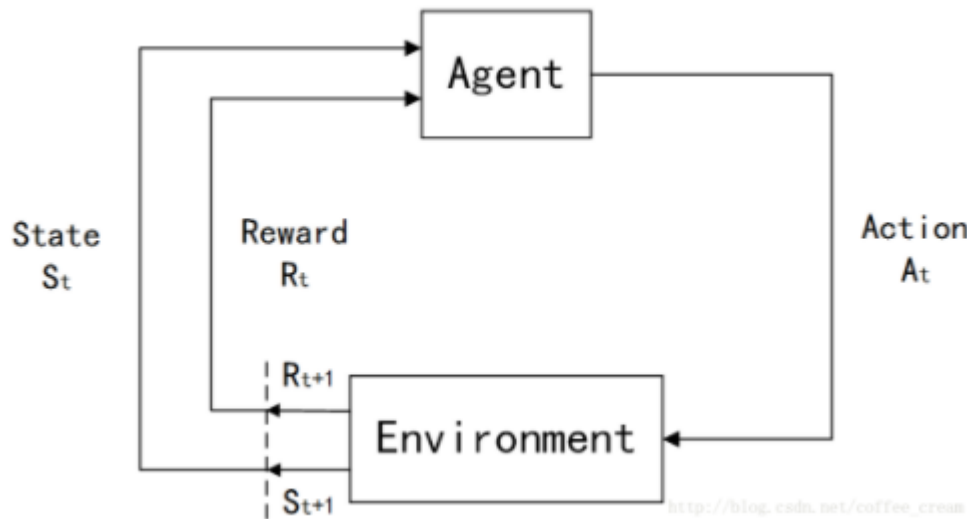 Agent
State
St
Reward
Rt
Action
At
Rt+1
Environment
St+1
http://blog.csdn.net/coffee_cream